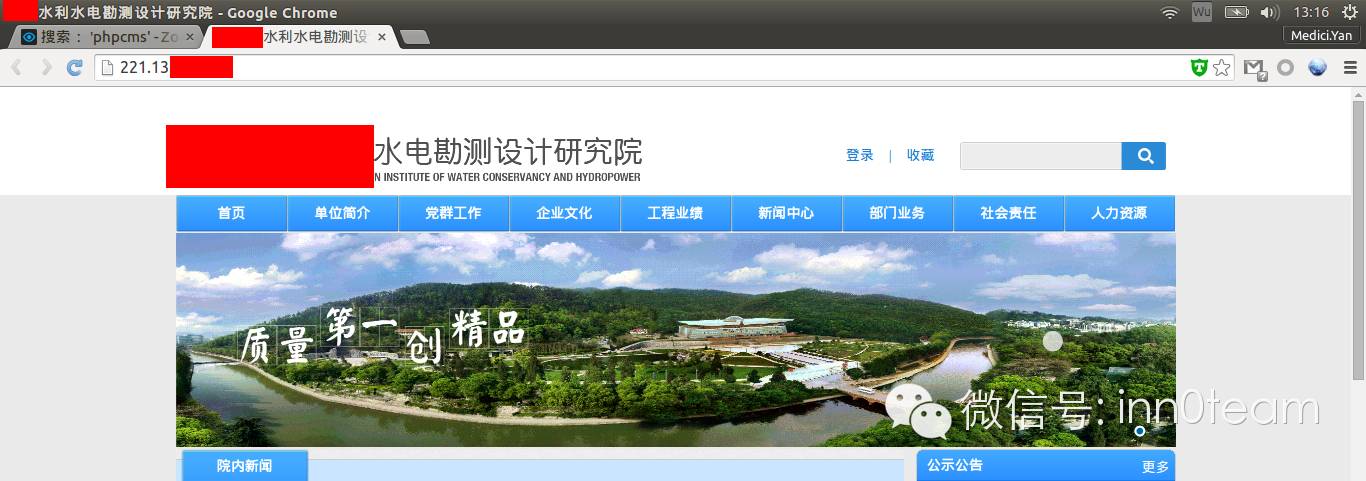 水利水电勘测设计研究院 - Google Chrome
Wu
13:16
搜索： 'phpcms' - Zo
水利水电勘测设
Medici.Yan
221.13
水电勘测设计研究院
N INSTITUTE OF WATER CONSERVANCY AND HYDROPOWER
登录 | 收藏
首页 单位简介 党群工作 企业文化 工程业绩 新闻中心 部门业务 社会责任 人力资源
质量第一创精品
微信号: inn0team
院内新闻 公示公告 更多